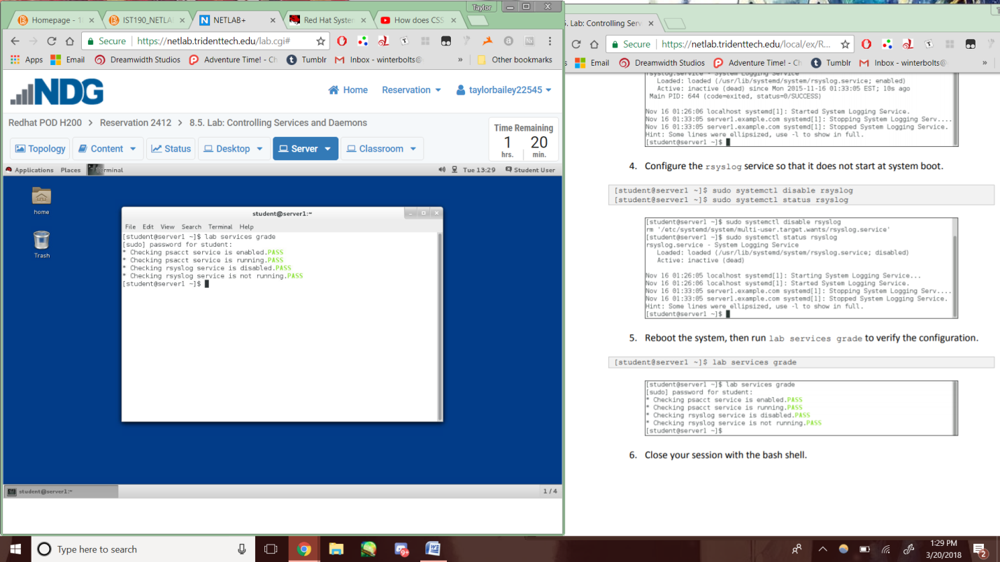 Taylor
Homepage - 1
IST190_NETLA
NETLAB+
Red Hat System
How does CSS
Secure
https://netlab.tridenttech.edu/lab.cgi#
Apps
Email
Dreamwidth Studios
Adventure Time! - Ch
Tumblr
Inbox - winterbolts@
»
Other bookmarks
NDG
Home
Reservation
taylorbailey22545
Redhat POD H200 > Reservation 2412 > 8.5. Lab: Controlling Services and Daemons
Topology
Content
Status
Desktop
Server
Classroom
Time Remaining
1 20
hrs. min.
Applications Places Terminal
Tue 13:29 Student User
home
Trash
student@server1:~
File Edit View Search Terminal Help
[student@server1 ~]$ lab services grade
[sudo] password for student:
* Checking psacct service is enabled.PASS
* Checking psacct service is running.PASS
* Checking rsyslog service is disabled.PASS
* Checking rsyslog service is not running.PASS
[student@server1 ~]$
student@server1:~
1 / 4
5. Lab: Controlling Serv
Secure
https://netlab.tridenttech.edu/local/ex/R...
Email
Dreamwidth Studios
Adventure Time! - Ch
Tumblr
Inbox - winterbolts@
»
rsyslog.service - System Logging Service
Loaded: loaded (/usr/lib/systemd/system/rsyslog.service; enabled)
Active: inactive (dead) since Mon 2015-11-16 01:33:05 EST; 10s ago
Main PID: 644 (code=exited, status=0/SUCCESS)
Nov 16 01:26:06 localhost systemd[1]: Started System Logging Service.
Nov 16 01:33:05 server1.example.com systemd[1]: Stopping System Logging Serv....
Nov 16 01:33:05 server1.example.com systemd[1]: Stopped System Logging Service.
Hint: Some lines were ellipsized, use -l to show in full.
[student@server1 ~]$
4. Configure the rsyslog service so that it does not start at system boot.
[student@server1 ~]$ sudo systemctl disable rsyslog
[student@server1 ~]$ sudo systemctl status rsyslog
[student@server1 ~]$ sudo systemctl disable rsyslog
rm '/etc/systemd/system/multi-user.target.wants/rsyslog.service'
[student@server1 ~]$ sudo systemctl status rsyslog
rsyslog.service - System Logging Service
Loaded: loaded (/usr/lib/systemd/system/rsyslog.service; disabled)
Active: inactive (dead)
Nov 16 01:26:05 localhost systemd[1]: Starting System Logging Service...
Nov 16 01:26:06 localhost systemd[1]: Started System Logging Service.
Nov 16 01:33:05 server1.example.com systemd[1]: Stopping System Logging Serv....
Nov 16 01:33:05 server1.example.com systemd[1]: Stopped System Logging Service.
Hint: Some lines were ellipsized, use -l to show in full.
[student@server1 ~]$
5. Reboot the system, then run lab services grade to verify the configuration.
[student@server1 ~]$ lab services grade
[student@server1 ~]$ lab services grade
[sudo] password for student:
* Checking psacct service is enabled.PASS
* Checking psacct service is running.PASS
* Checking rsyslog service is disabled.PASS
* Checking rsyslog service is not running.PASS
[student@server1 ~]$
6. Close your session with the bash shell.
Type here to search
9+
1:29 PM
3/20/2018
2